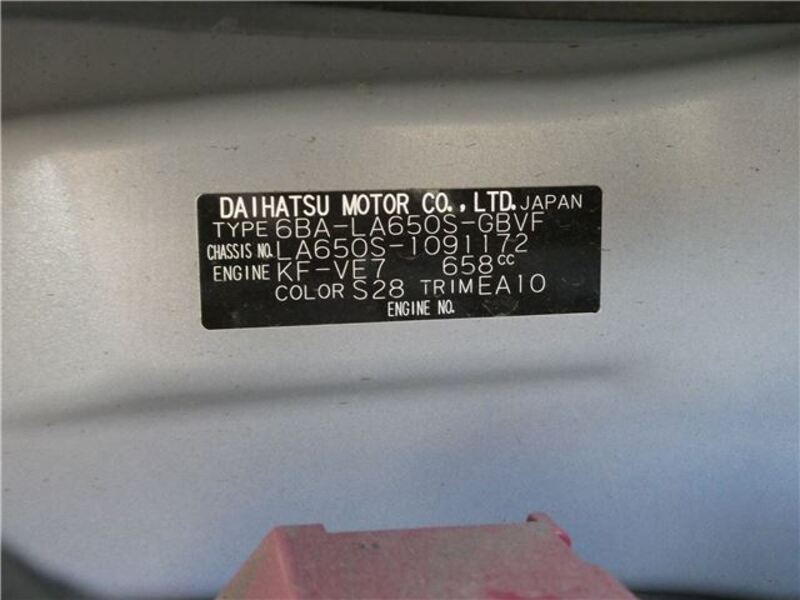 DAIHATSU MOTOR CO., LTD. JAPAN
TYPE 6BA-LA650S-GBVF
CHASSIS NO. LA650S-1091172
ENGINE KF-VE7 658cc
COLOR S28 TRIM EA10
ENGINE NO.